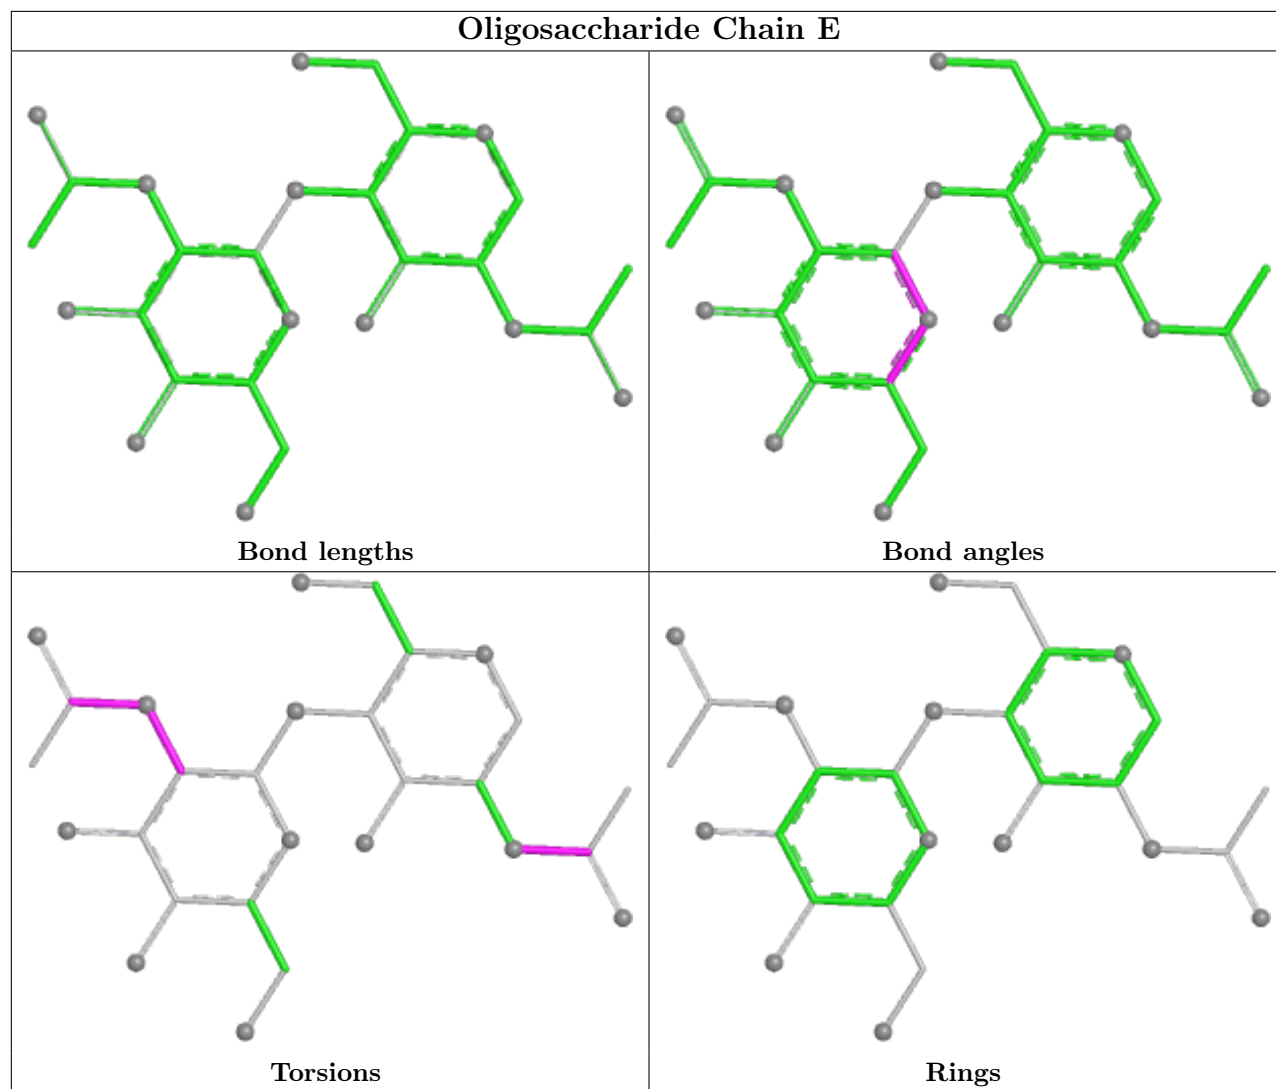 Oligosaccharide Chain E
Bond lengths
Bond angles
Torsions
Rings